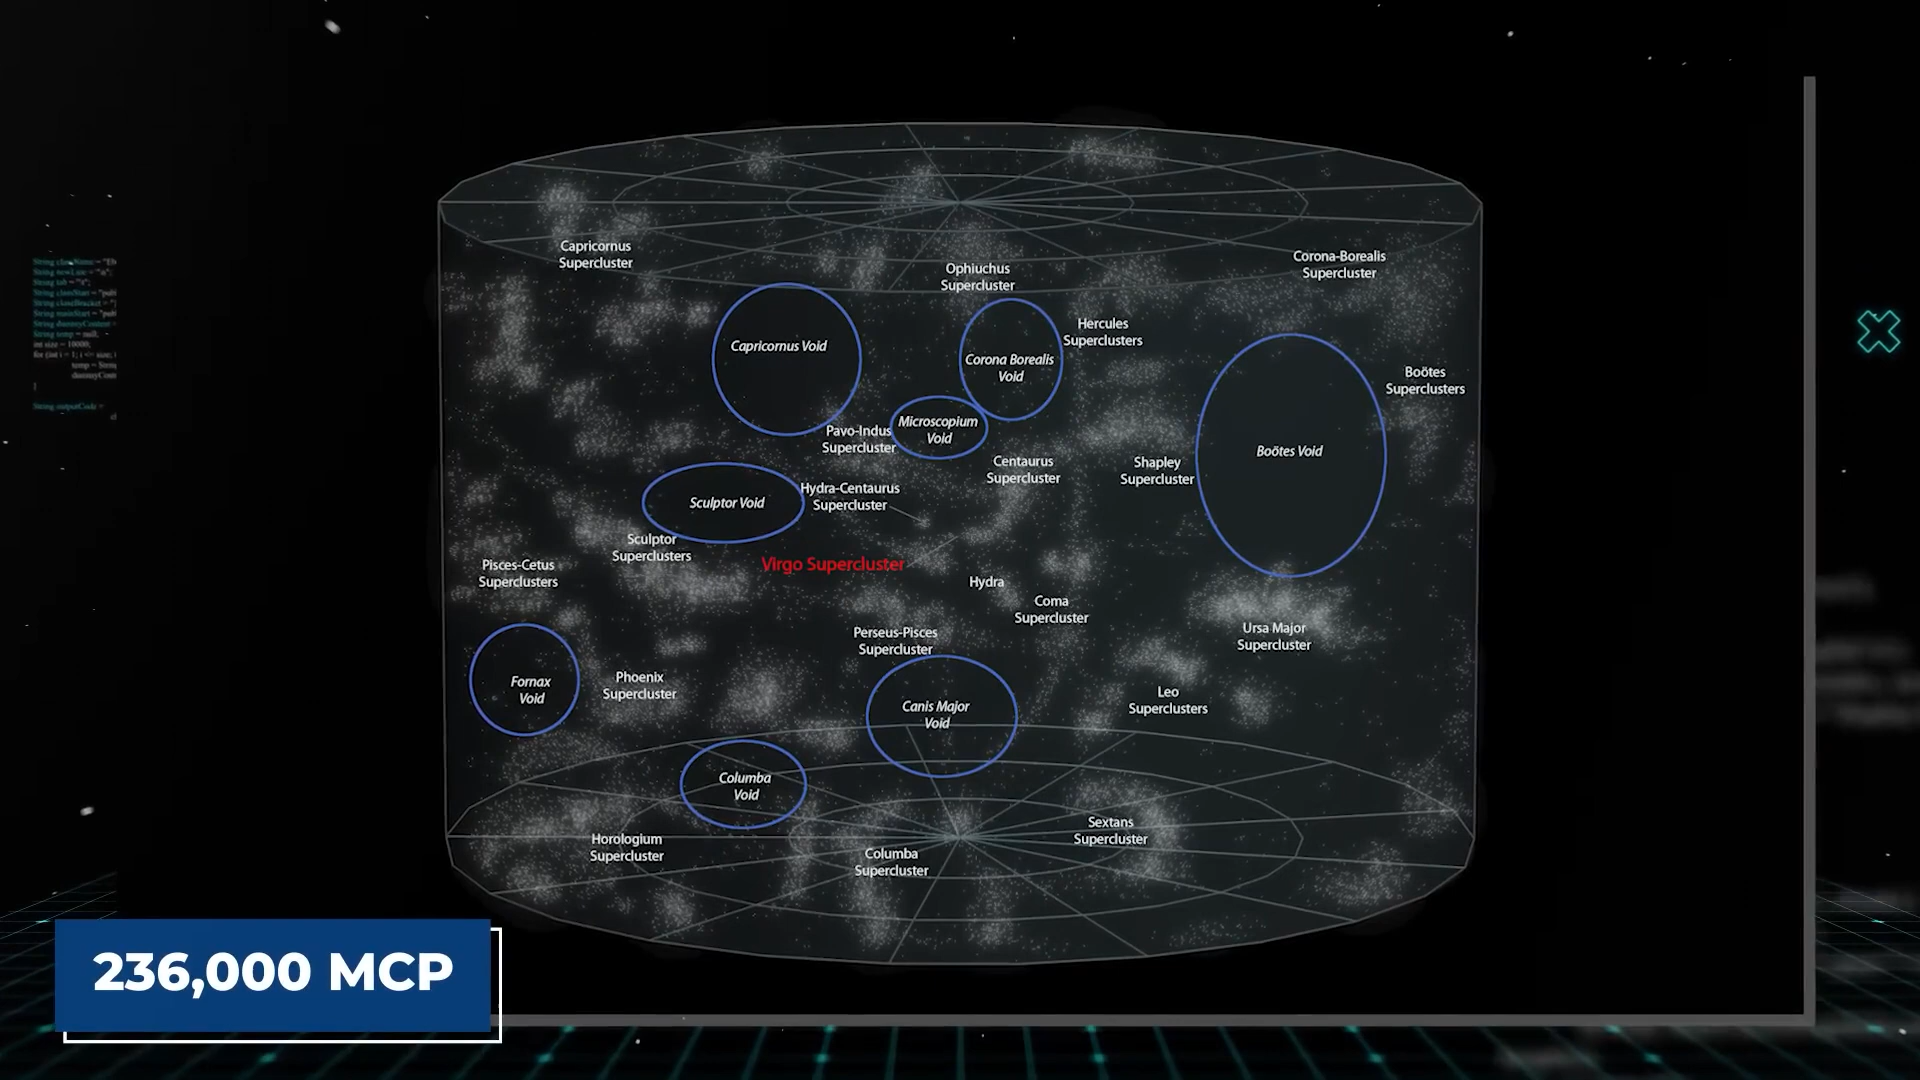 Capricornus
Supercluster
Ophiuchus
Supercluster
Corona-Borealis
Supercluster
Capricornus Void
Corona Borealis
Void
Hercules
Superclusters
Boötes
Superclusters
Microscopium
Void
Pavo-Indus
Supercluster
Boötes Void
Centaurus
Supercluster
Shapley
Supercluster
Sculptor Void
Hydra-Centaurus
Supercluster
Sculptor
Superclusters
Virgo Supercluster
Pisces-Cetus
Superclusters
Hydra
Coma
Supercluster
Perseus-Pisces
Supercluster
Ursa Major
Supercluster
Fornax
Void
Phoenix
Supercluster
Canis Major
Void
Leo
Superclusters
Columba
Void
Horologium
Supercluster
Columba
Supercluster
Sextans
Supercluster
236,000 MCP